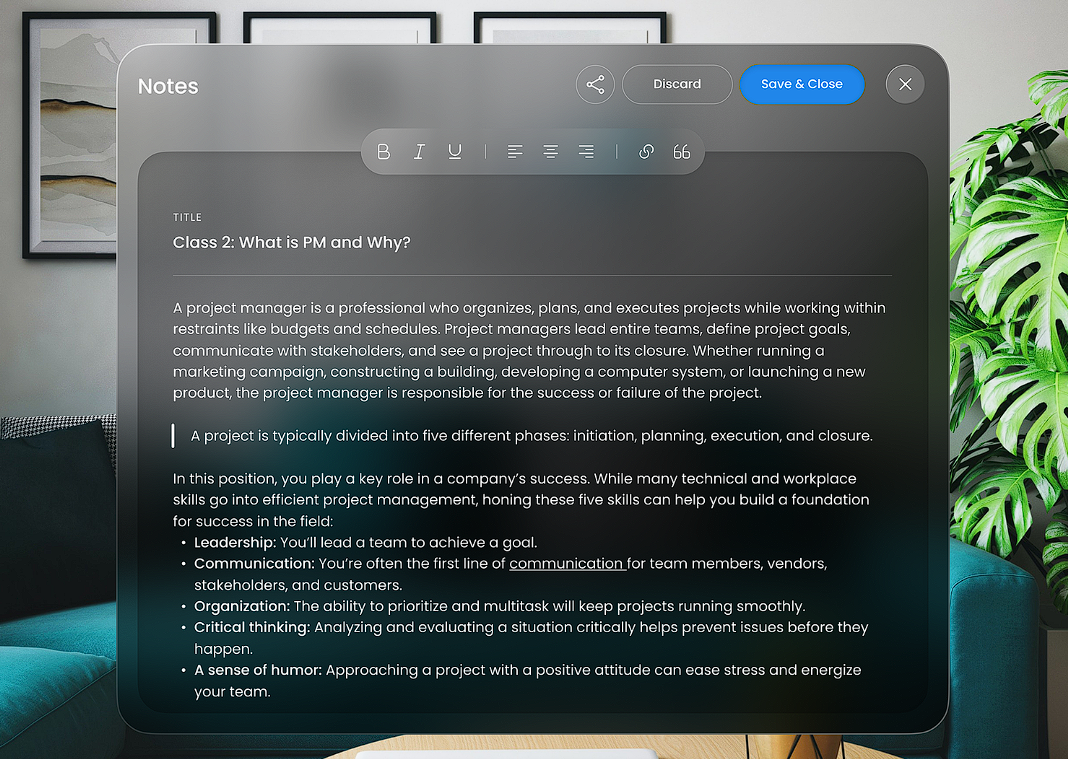 Notes
Discard
Save & Close
B I U
TITLE
Class 2: What is PM and Why?
A project manager is a professional who organizes, plans, and executes projects while working within
restraints like budgets and schedules. Project managers lead entire teams, define project goals,
communicate with stakeholders, and see a project through to its closure. Whether running a
marketing campaign, constructing a building, developing a computer system, or launching a new
product, the project manager is responsible for the success or failure of the project.
A project is typically divided into five different phases: initiation, planning, execution, and closure.
In this position, you play a key role in a company’s success. While many technical and workplace
skills go into efficient project management, honing these five skills can help you build a foundation
for success in the field:
• Leadership: You’ll lead a team to achieve a goal.
• Communication: You’re often the first line of communication for team members, vendors,
stakeholders, and customers.
• Organization: The ability to prioritize and multitask will keep projects running smoothly.
• Critical thinking: Analyzing and evaluating a situation critically helps prevent issues before they
happen.
• A sense of humor: Approaching a project with a positive attitude can ease stress and energize
your team.